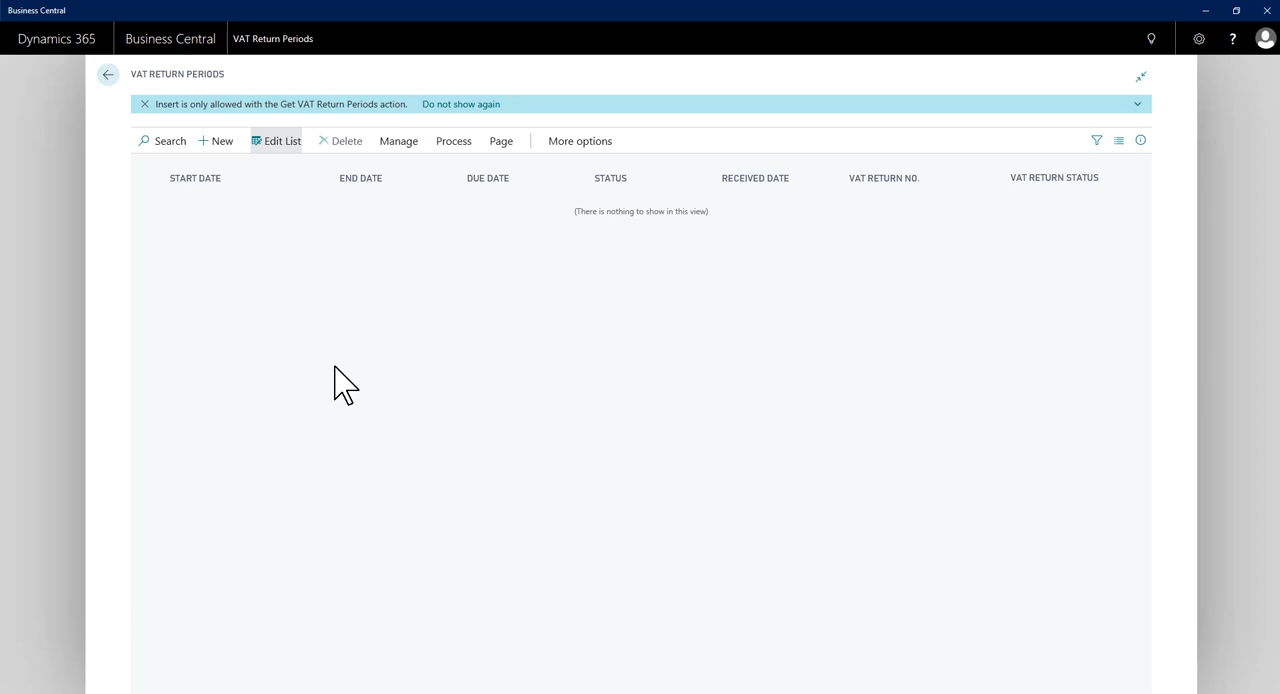 Business Central
Dynamics 365 Business Central VAT Return Periods ?
VAT RETURN PERIODS
Insert is only allowed with the Get VAT Return Periods action. Do not show again
Search + New Edit List Delete Manage Process Page More options
START DATE END DATE DUE DATE STATUS RECEIVED DATE VAT RETURN NO. VAT RETURN STATUS
(There is nothing to show in this view)